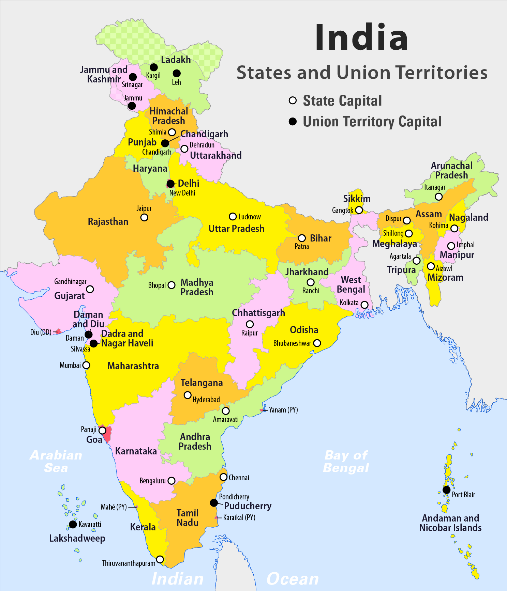 India
States and Union Territories
State Capital
Union Territory Capital
Ladakh
Kargil
Leh
Jammu and
Kashmir
Srinagar
Jammu
Himachal
Pradesh
Shimla
Punjab
Chandigarh
Chandigarh
Dehradun
Uttarakhand
Haryana
Delhi
New Delhi
Arunachal
Pradesh
Itanagar
Sikkim
Gangtok
Rajasthan
Jaipur
Lucknow
Uttar Pradesh
Dispur
Assam
Nagaland
Kohima
Shillong
Meghalaya
Imphal
Manipur
Agartala
Tripura
Aizawl
Mizoram
Bihar
Patna
Gandhinagar
Gujarat
Bhopal
Madhya
Pradesh
Jharkhand
Ranchi
West
Bengal
Kolkata
Diu (DD)
Daman
and Diu
Daman
Dadra and
Nagar Haveli
Silvassa
Chhattisgarh
Raipur
Odisha
Bhubaneshwar
Mumbai
Maharashtra
Telangana
Hyderabad
Yanam (PY)
Amaravati
Panaji
Goa
Karnataka
Andhra
Pradesh
Arabian
Sea
Bay of
Bengal
Bengaluru
Chennai
Port Blair
Andaman and
Nicobar Islands
Mahé (PY)
Pondicherry
Puducherry
Karaikal (PY)
Kavaratti
Lakshadweep
Kerala
Tamil
Nadu
Thiruvananthapuram
Indian Ocean